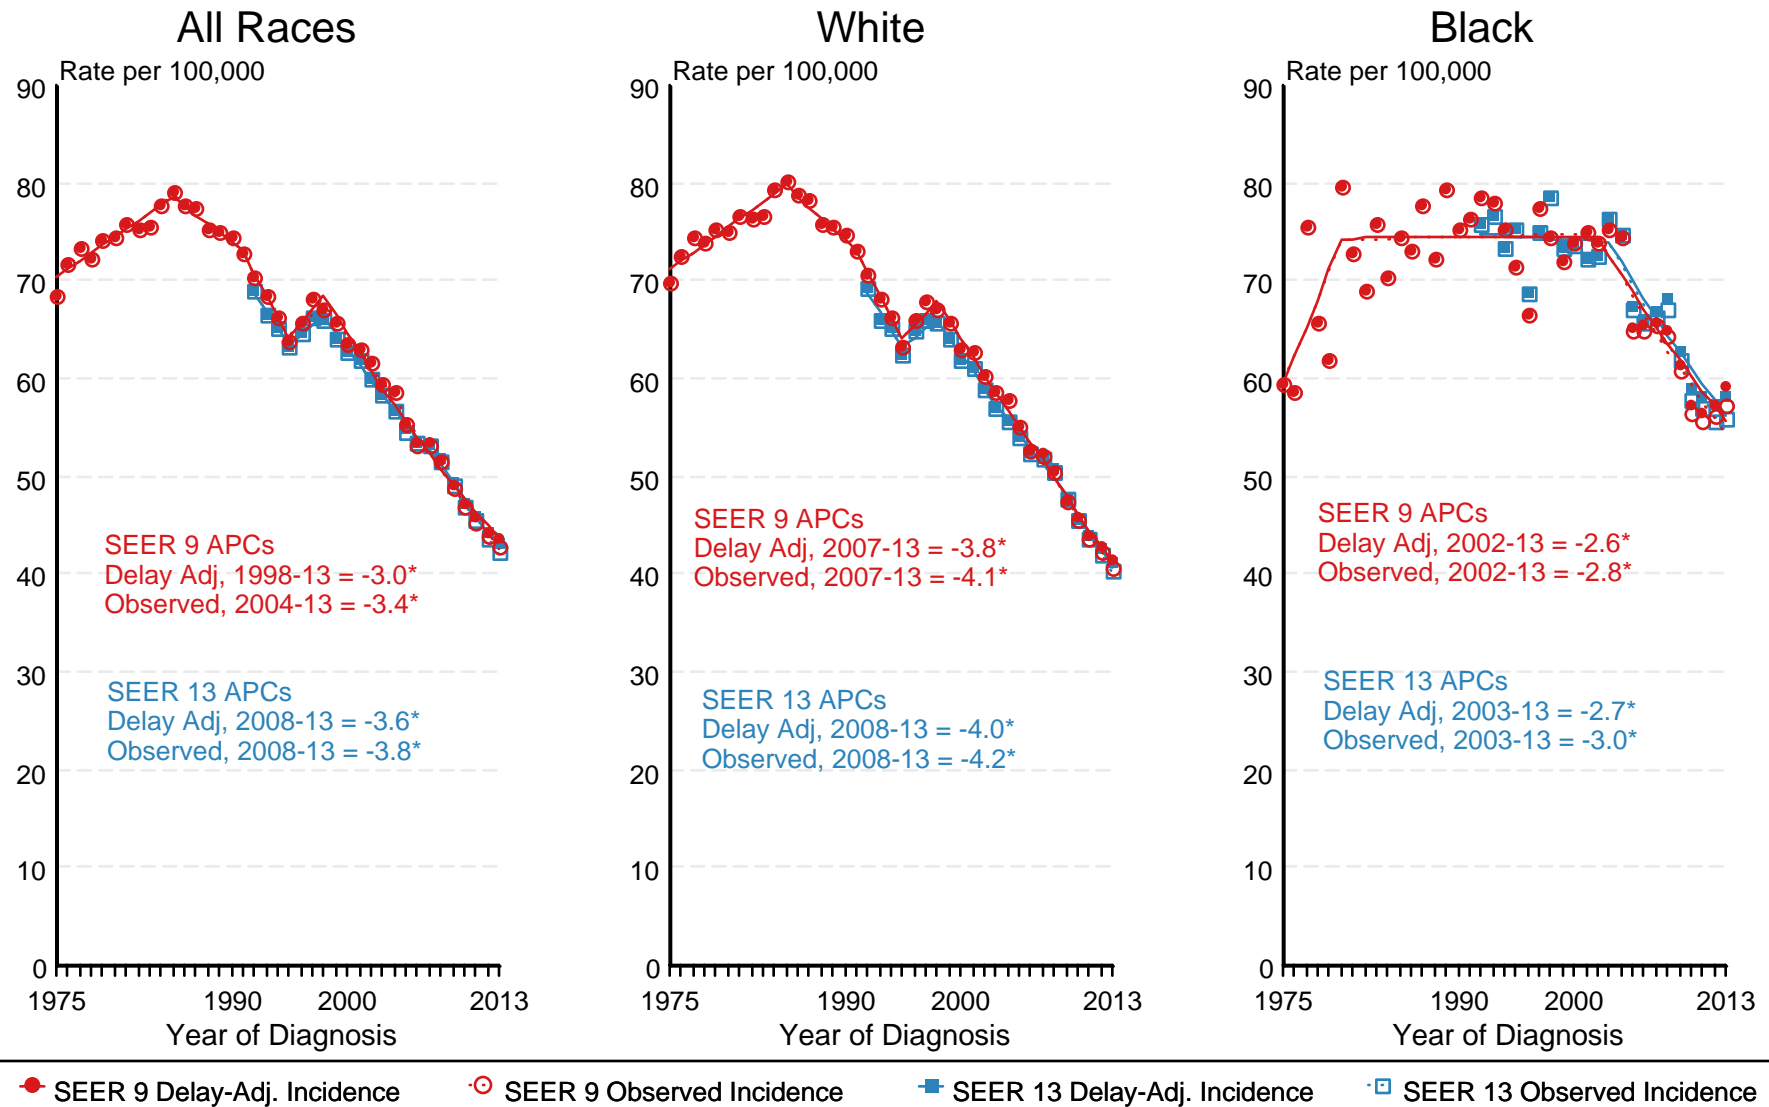 All Races
Rate per 100,000
90
80
70
60
50
40
30
20
10
0
SEER 9 APCs
Delay Adj, 1998-13 = -3.0*
Observed, 2004-13 = -3.4*
SEER 13 APCs
Delay Adj, 2008-13 = -3.6*
Observed, 2008-13 = -3.8*
1975 1990 2000 2013
Year of Diagnosis
White
Rate per 100,000
90
80
70
60
50
40
30
20
10
0
SEER 9 APCs
Delay Adj, 2007-13 = -3.8*
Observed, 2007-13 = -4.1*
SEER 13 APCs
Delay Adj, 2008-13 = -4.0*
Observed, 2008-13 = -4.2*
1975 1990 2000 2013
Year of Diagnosis
Black
Rate per 100,000
90
80
70
60
50
40
30
20
10
0
SEER 9 APCs
Delay Adj, 2002-13 = -2.6*
Observed, 2002-13 = -2.8*
SEER 13 APCs
Delay Adj, 2003-13 = -2.7*
Observed, 2003-13 = -3.0*
1975 1990 2000 2013
Year of Diagnosis
SEER 9 Delay-Adj. Incidence SEER 9 Observed Incidence SEER 13 Delay-Adj. Incidence SEER 13 Observed Incidence